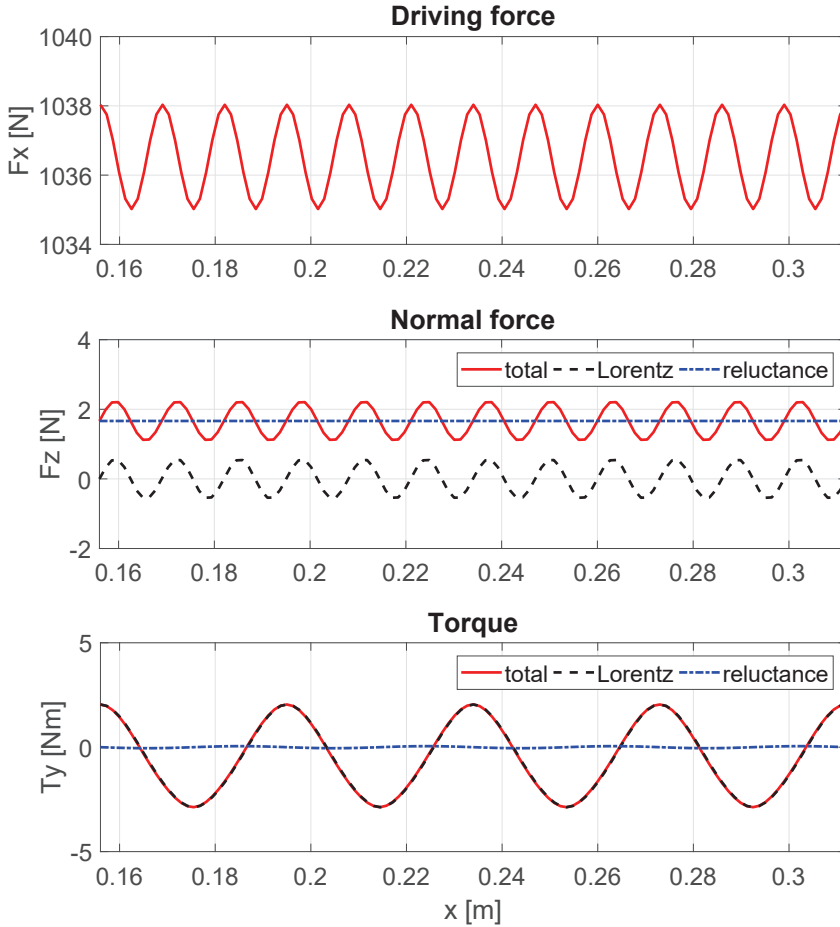 Driving force
1040
1038
1036
1034
Fx [N]
0.16 0.18 0.2 0.22 0.24 0.26 0.28 0.3
Normal force
4
2
0
-2
Fz [N]
total Lorentz reluctance
0.16 0.18 0.2 0.22 0.24 0.26 0.28 0.3
Torque
5
0
-5
Ty [Nm]
total Lorentz reluctance
0.16 0.18 0.2 0.22 0.24 0.26 0.28 0.3
x [m]